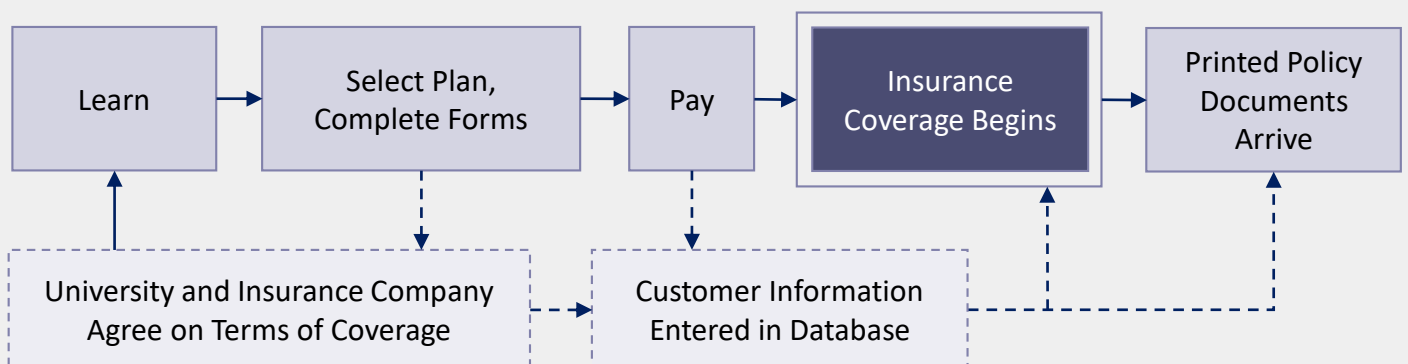 Learn
Select Plan,
Complete Forms
Pay
Insurance
Coverage Begins
Printed Policy
Documents
Arrive
University and Insurance Company
Agree on Terms of Coverage
Customer Information
Entered in Database